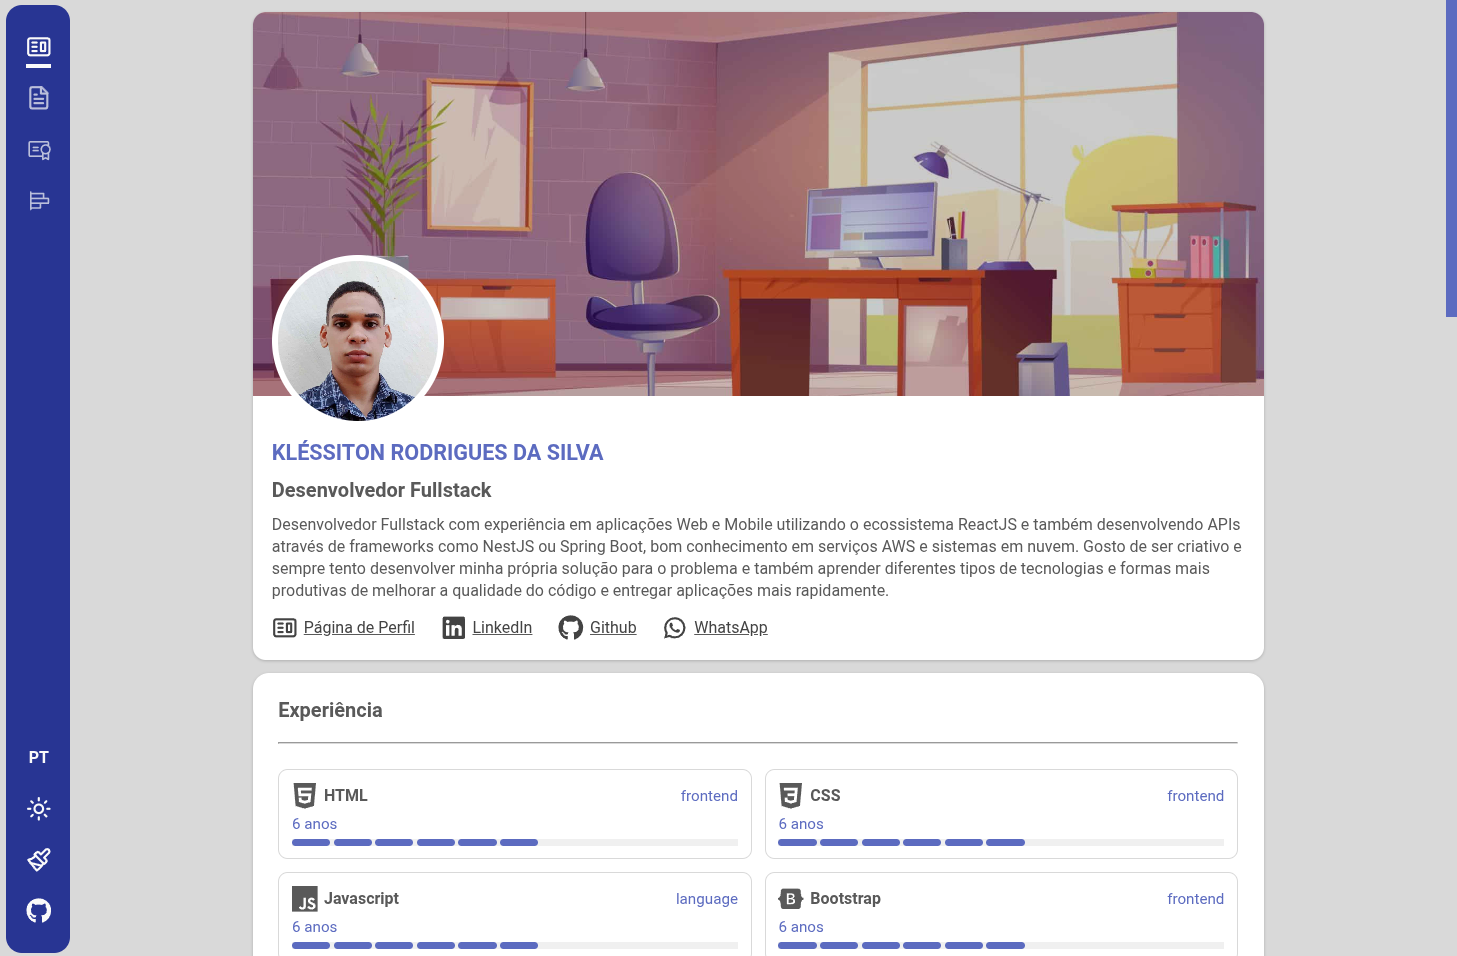 KLÉSSITON RODRIGUES DA SILVA
Desenvolvedor Fullstack
Desenvolvedor Fullstack com experiência em aplicações Web e Mobile utilizando o ecossistema ReactJS e também desenvolvendo APIs
através de frameworks como NestJS ou Spring Boot, bom conhecimento em serviços AWS e sistemas em nuvem. Gosto de ser criativo e
sempre tento desenvolver minha própria solução para o problema e também aprender diferentes tipos de tecnologias e formas mais
produtivas de melhorar a qualidade do código e entregar aplicações mais rapidamente.
Página de Perfil LinkedIn Github WhatsApp
Experiência
HTML frontend
6 anos
CSS frontend
6 anos
JS Javascript language
6 anos
B Bootstrap frontend
6 anos
PT